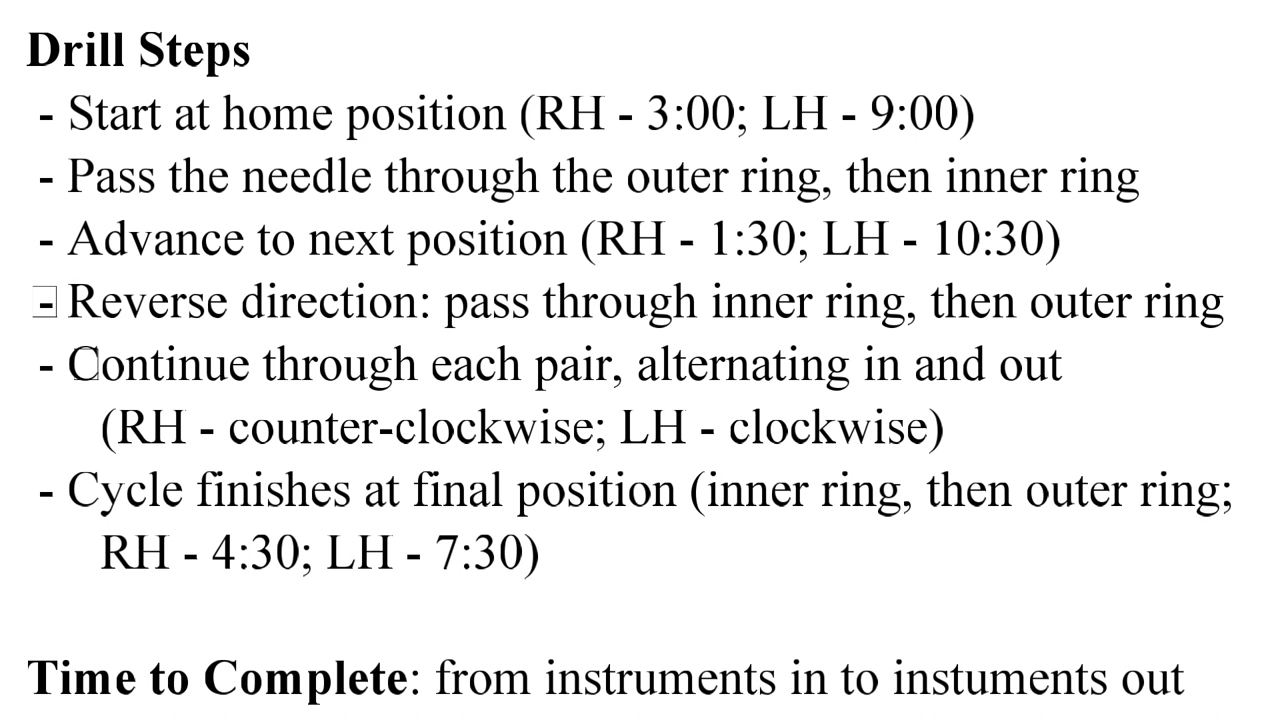 Drill Steps
- Start at home position (RH - 3:00; LH - 9:00)
- Pass the needle through the outer ring, then inner ring
- Advance to next position (RH - 1:30; LH - 10:30)
- Reverse direction: pass through inner ring, then outer ring
- Continue through each pair, alternating in and out
(RH - counter-clockwise; LH - clockwise)
- Cycle finishes at final position (inner ring, then outer ring;
RH - 4:30; LH - 7:30)
Time to Complete: from instruments in to instuments out